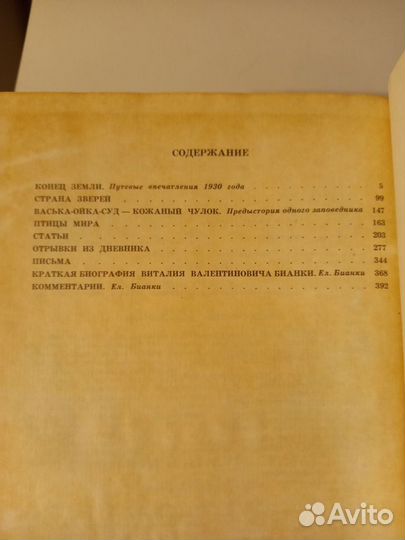 СОДЕРЖАНИЕ
КОНЕЦ ЗЕМЛИ. Путевые впечатления 1930 года . . . . . . . . . . 5
СТРАНА ЗВЕРЕЙ . . . . . . . . . . . . . . . 99
ВАСЬКА-ОЙКА-СУД — КОЖАНЫЙ ЧУЛОК. Предыстория одного заповедника 147
ПТИЦЫ МИРА . . . . . . . . . . . . . . . . 163
СТАТЬИ . . . . . . . . . . . . . . . . . . 203
ОТРЫВКИ ИЗ ДНЕВНИКА . . . . . . . . . . . . . 277
ПИСЬМА . . . . . . . . . . . . . . . . . . 344
КРАТКАЯ БИОГРАФИЯ ВИТАЛИЯ ВАЛЕНТИНОВИЧА БИАНКИ. Ел. Бианки 368
КОММЕНТАРИИ. Ел. Бианки . . . . . . . . . . . . 392
Avito